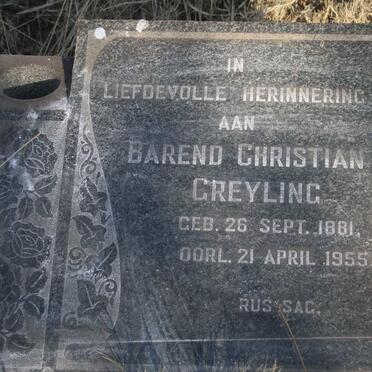 IN
LIEFDEVOLLE HERINNERING
AAN
BAREND CHRISTIAN
GREYLING
GEB. 26 SEPT. 1881,
OORL. 21 APRIL 1955
RUS SAG.